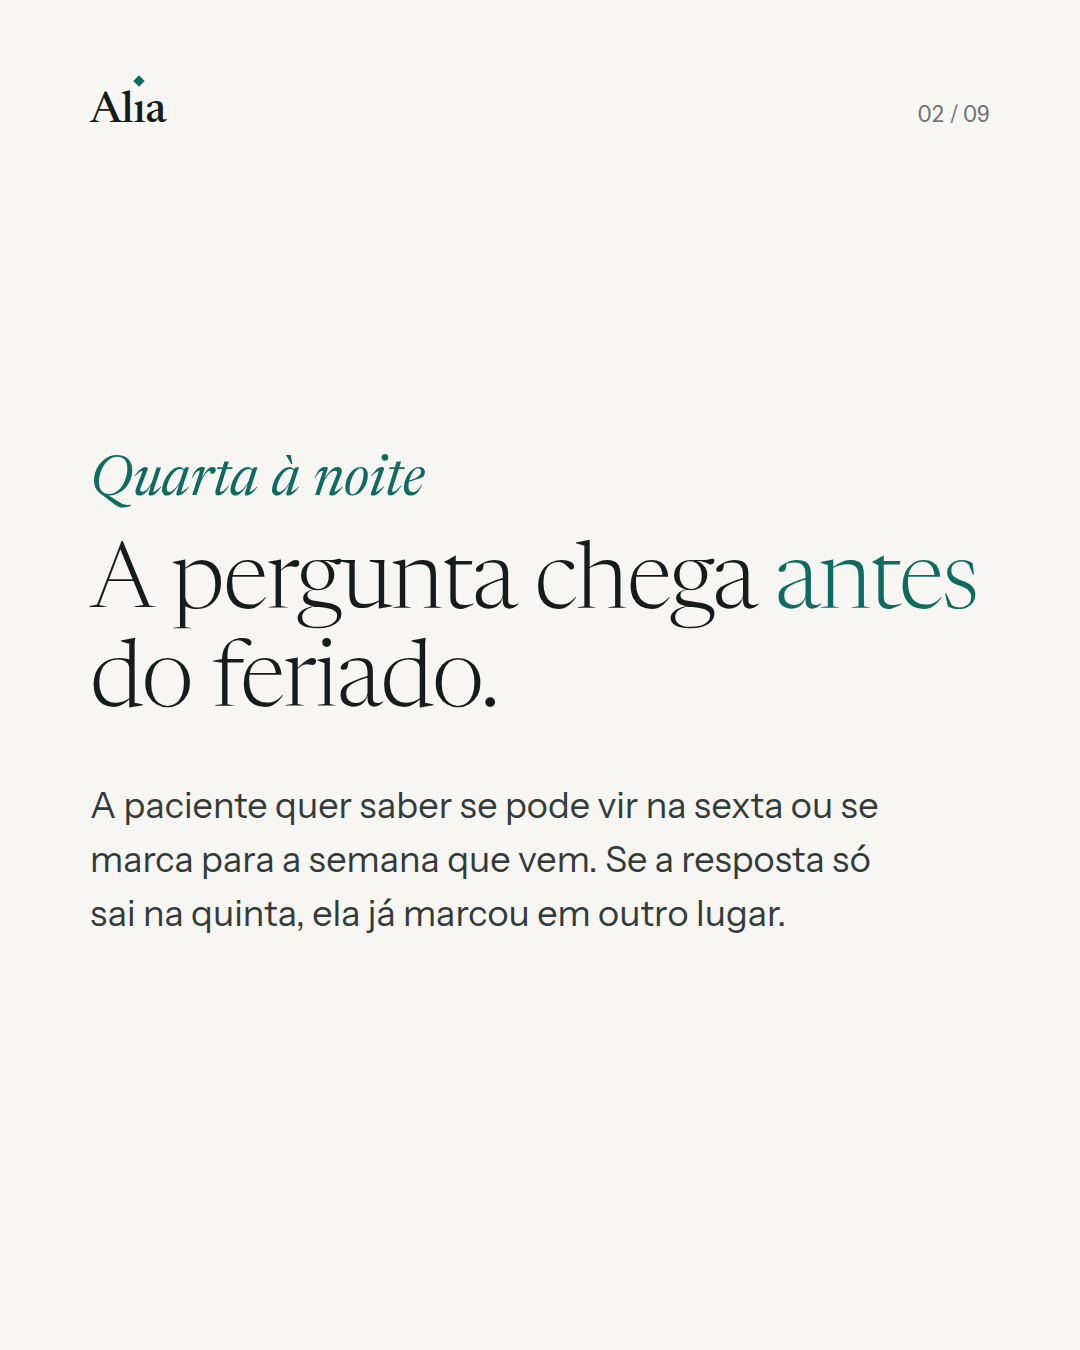 Alia
02 / 09
Quarta à noite
A pergunta chega antes
do feriado.
A paciente quer saber se pode vir na sexta ou se
marca para a semana que vem. Se a resposta só
sai na quinta, ela já marcou em outro lugar.